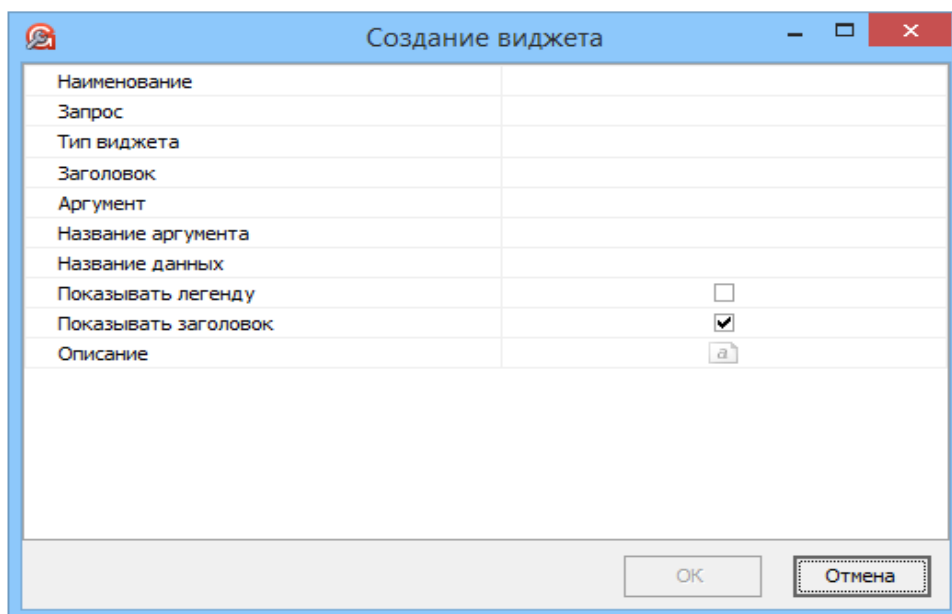 Создание виджета
Наименование
Запрос
Тип виджета
Заголовок
Аргумент
Название аргумента
Название данных
Показывать легенду
Показывать заголовок
Описание
a
OK
Отмена